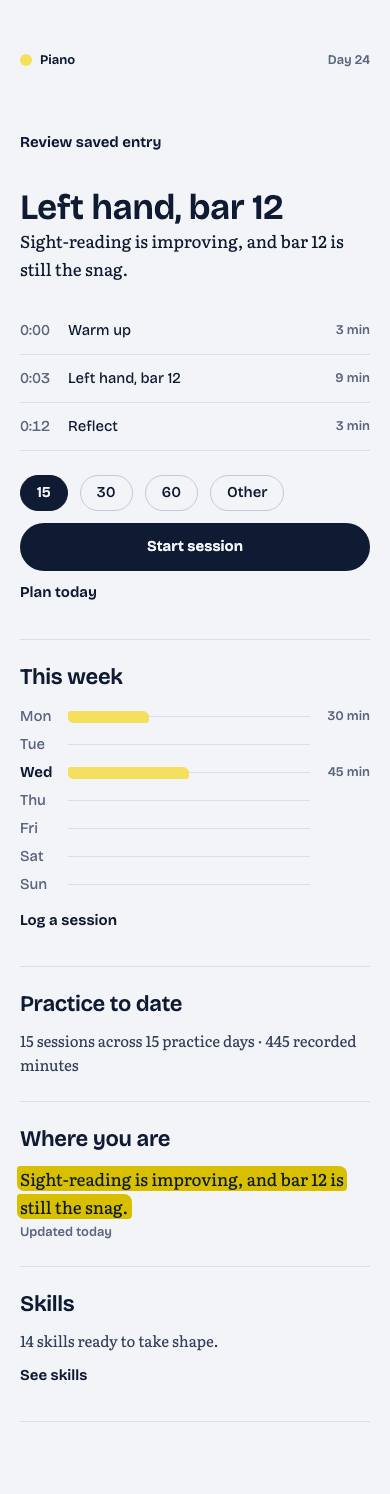 Piano
Day 24
Review saved entry
Left hand, bar 12
Sight-reading is improving, and bar 12 is
still the snag.
0:00 Warm up 3 min
0:03 Left hand, bar 12 9 min
0:12 Reflect 3 min
15 30 60 Other
Start session
Plan today
This week
Mon 30 min
Tue
Wed 45 min
Thu
Fri
Sat
Sun
Log a session
Practice to date
15 sessions across 15 practice days · 445 recorded
minutes
Where you are
Sight-reading is improving, and bar 12 is
still the snag.
Updated today
Skills
14 skills ready to take shape.
See skills